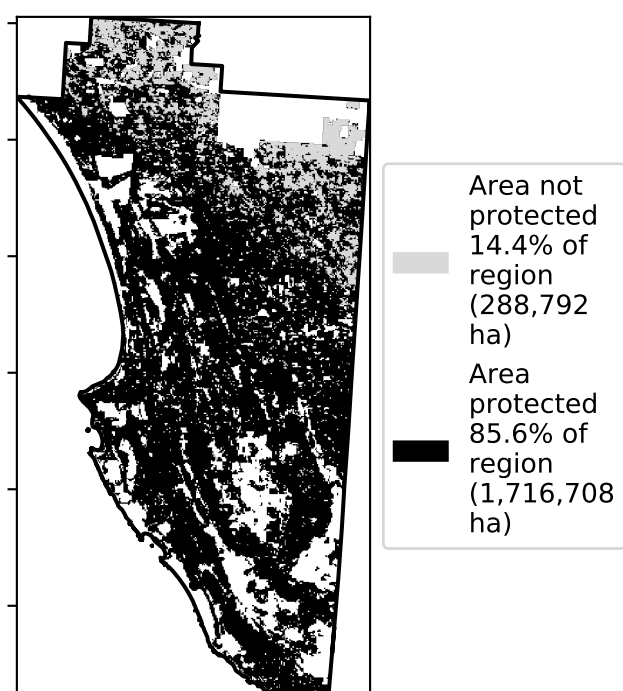 Area not
protected
14.4% of
region
(288,792
ha)
Area
protected
85.6% of
region
(1,716,708
ha)